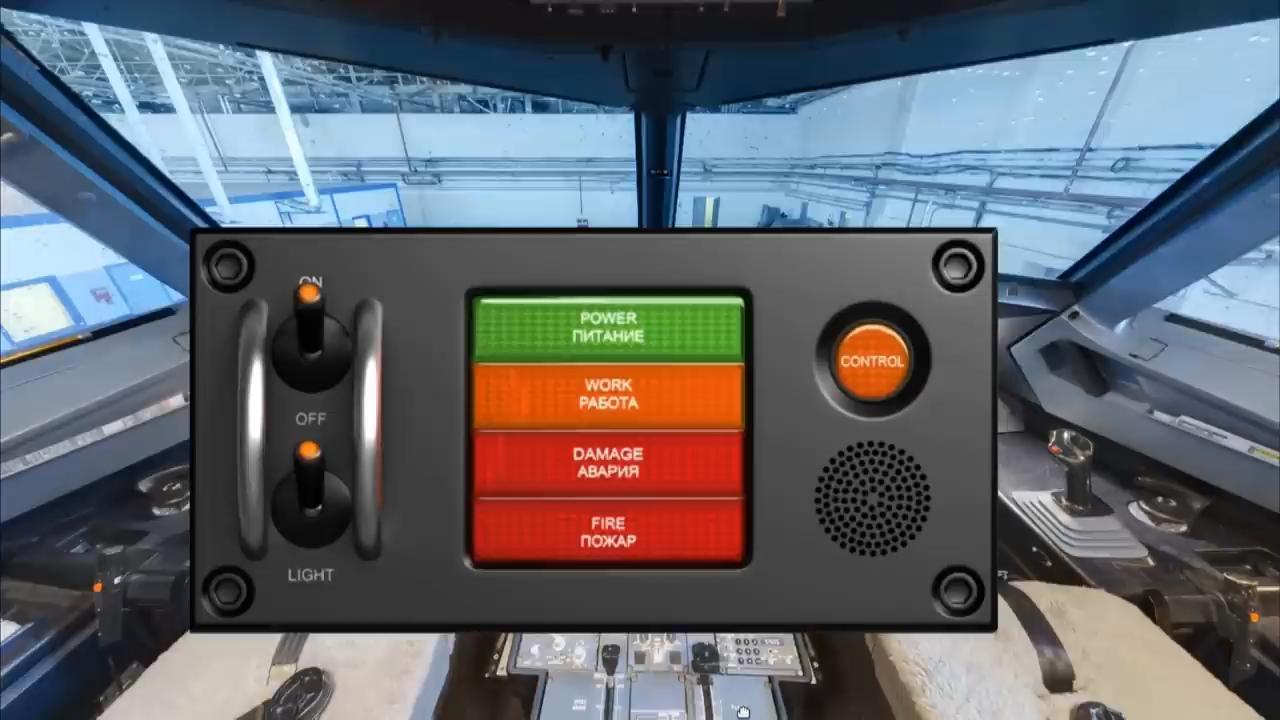 ON
OFF
LIGHT
POWER
ПИТАНИЕ
WORK
РАБОТА
DAMAGE
АВАРИЯ
FIRE
ПОЖАР
CONTROL